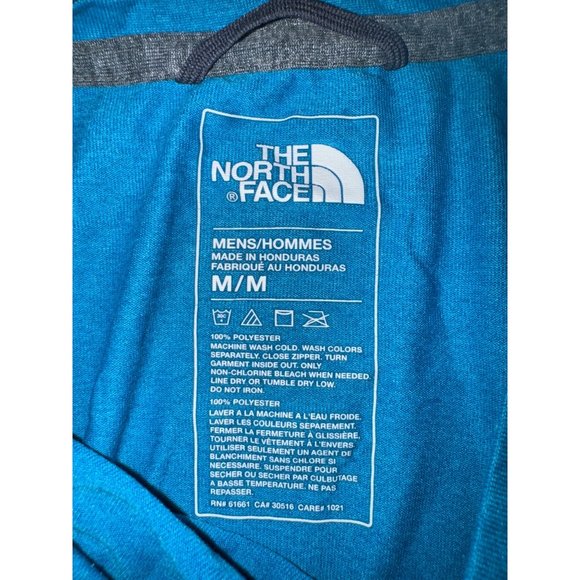 THE
NORTH
® FACE
MENS/HOMMES
MADE IN HONDURAS
FABRIQUÉ AU HONDURAS
M/M
30C
100% POLYESTER
MACHINE WASH COLD. WASH COLORS
SEPARATELY. CLOSE ZIPPER. TURN
GARMENT INSIDE OUT. ONLY
NON-CHLORINE BLEACH WHEN NEEDED.
LINE DRY OR TUMBLE DRY LOW.
DO NOT IRON.
100% POLYESTER
LAVER A LA MACHINE A L'EAU FROIDE.
LAVER LES COULEURS SEPAREMENT.
FERMER LA FERMETURE À GLISSIÈRE.
TOURNER LE VÊTEMENT À L'ENVERS
UTILISER SEULEMENT UN AGENT DE
BLANCHIMENT SANS CHLORE SI
NECESSAIRE. SUSPENDRE POUR
SECHER OU SECHER PAR CULBUTAGE
A BASSE TEMPERATURE. NE PAS
REPASSER.
RN# 61661 CA# 30516 CARE# 1021